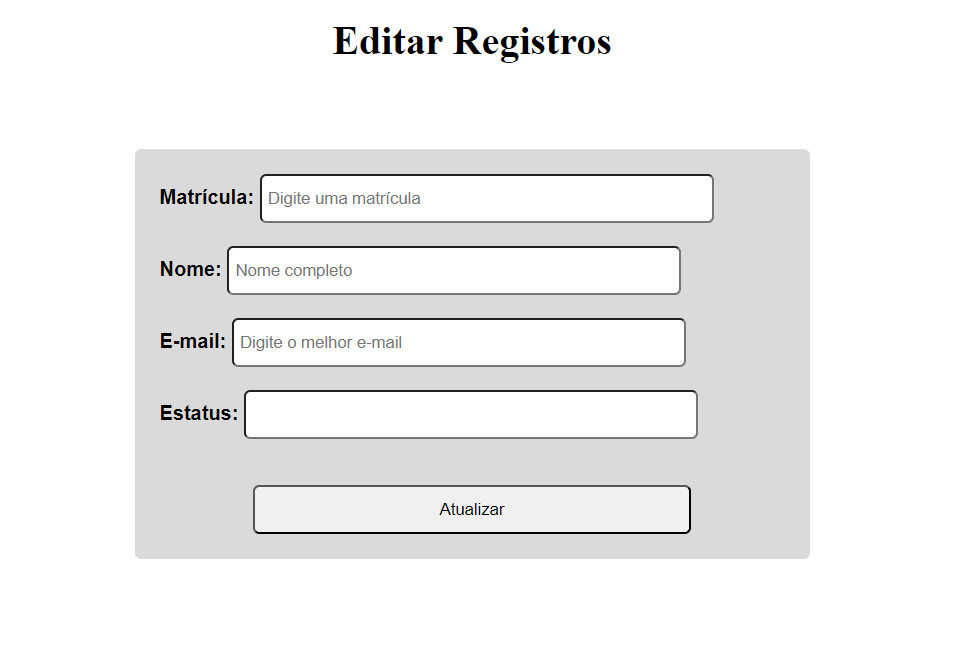 Editar Registros
Matrícula: Digite uma matrícula
Nome: Nome completo
E-mail: Digite o melhor e-mail
Estatus:
Atualizar